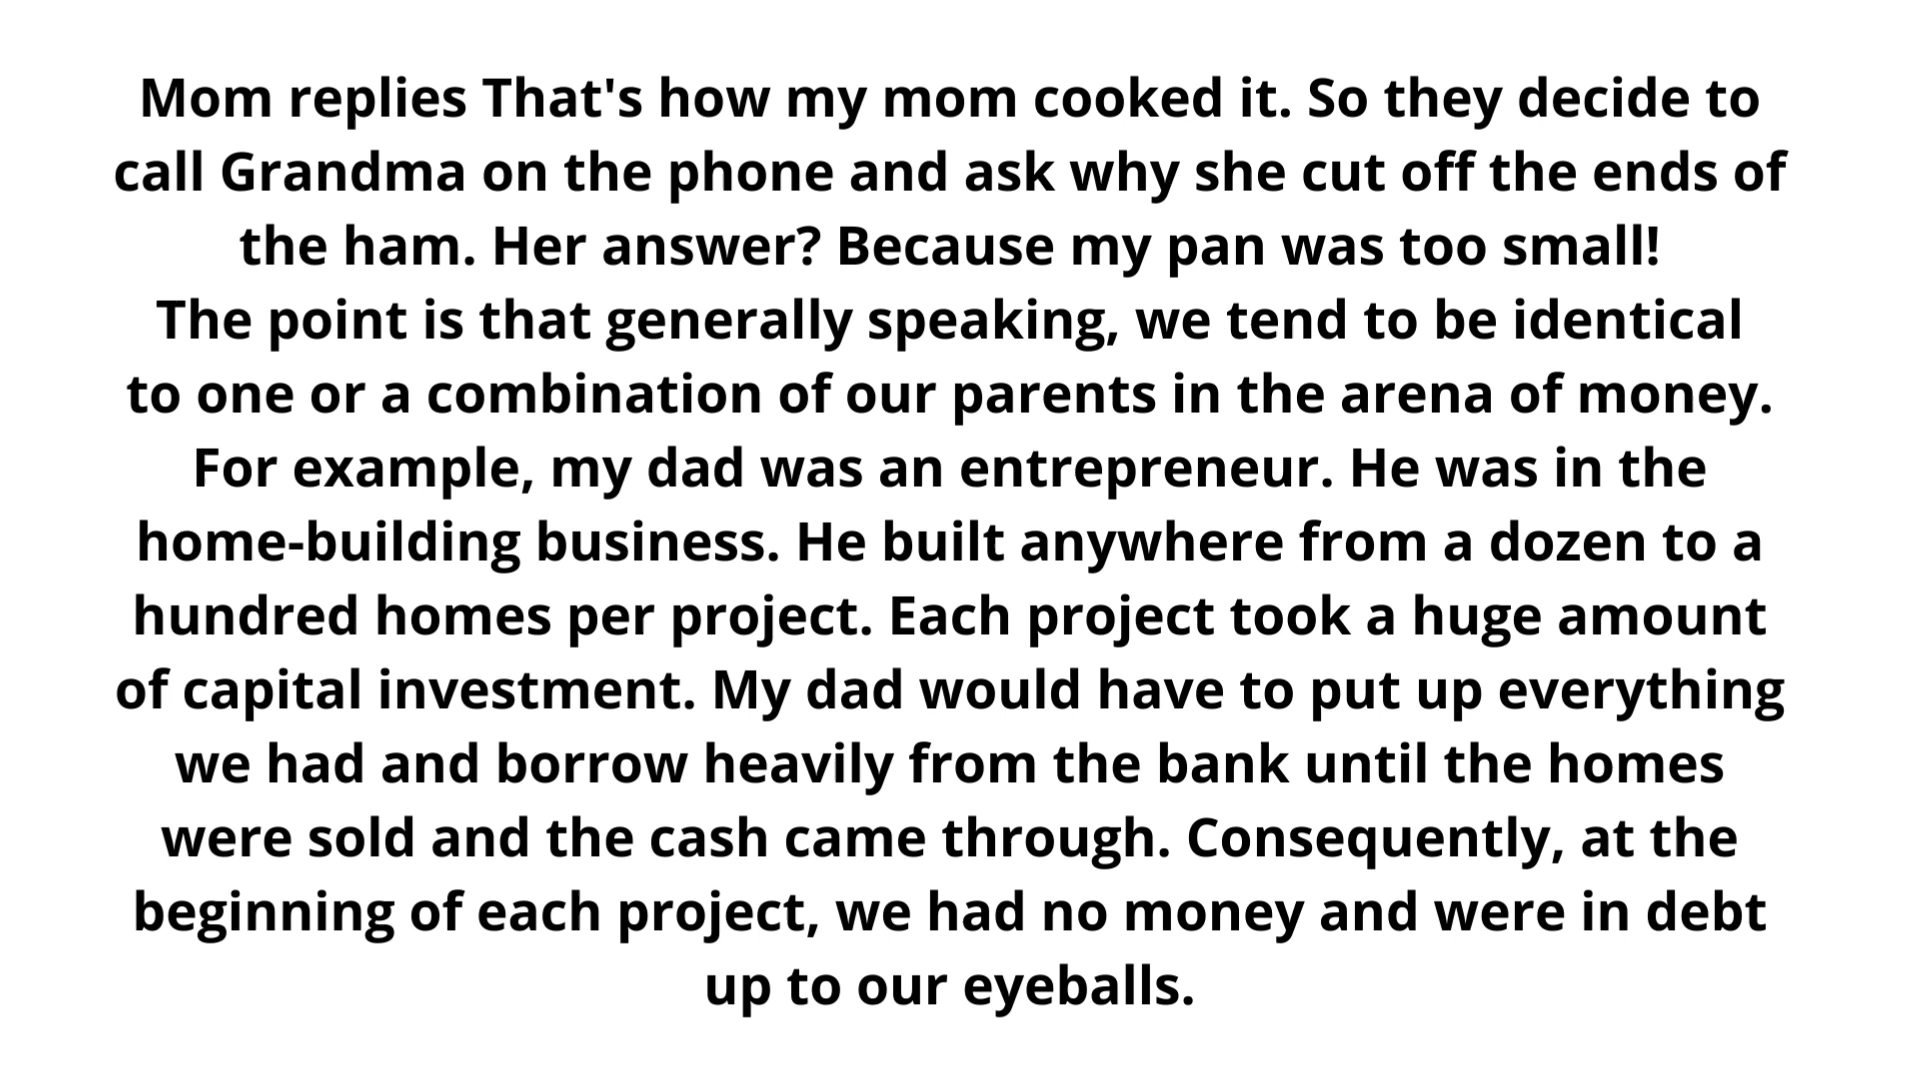 Mom replies That's how my mom cooked it. So they decide to
call Grandma on the phone and ask why she cut off the ends of
the ham. Her answer? Because my pan was too small!
The point is that generally speaking, we tend to be identical
to one or a combination of our parents in the arena of money.
For example, my dad was an entrepreneur. He was in the
home-building business. He built anywhere from a dozen to a
hundred homes per project. Each project took a huge amount
of capital investment. My dad would have to put up everything
we had and borrow heavily from the bank until the homes
were sold and the cash came through. Consequently, at the
beginning of each project, we had no money and were in debt
up to our eyeballs.